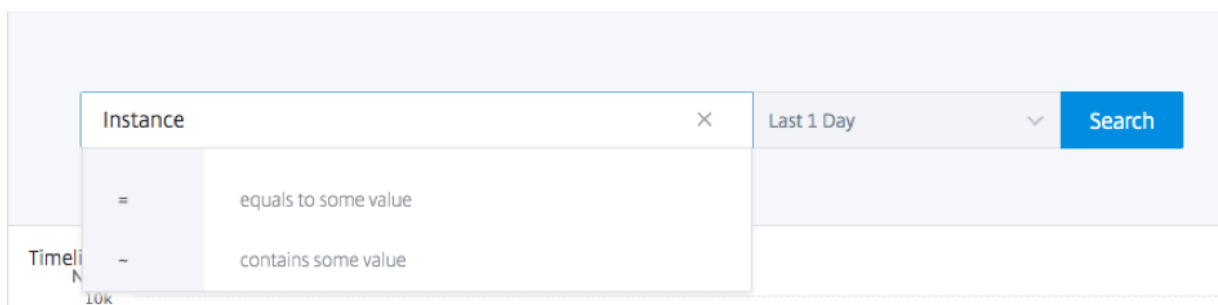 Instance
Last 1 Day
Search
= equals to some value
~ contains some value
Timeli
N
10k